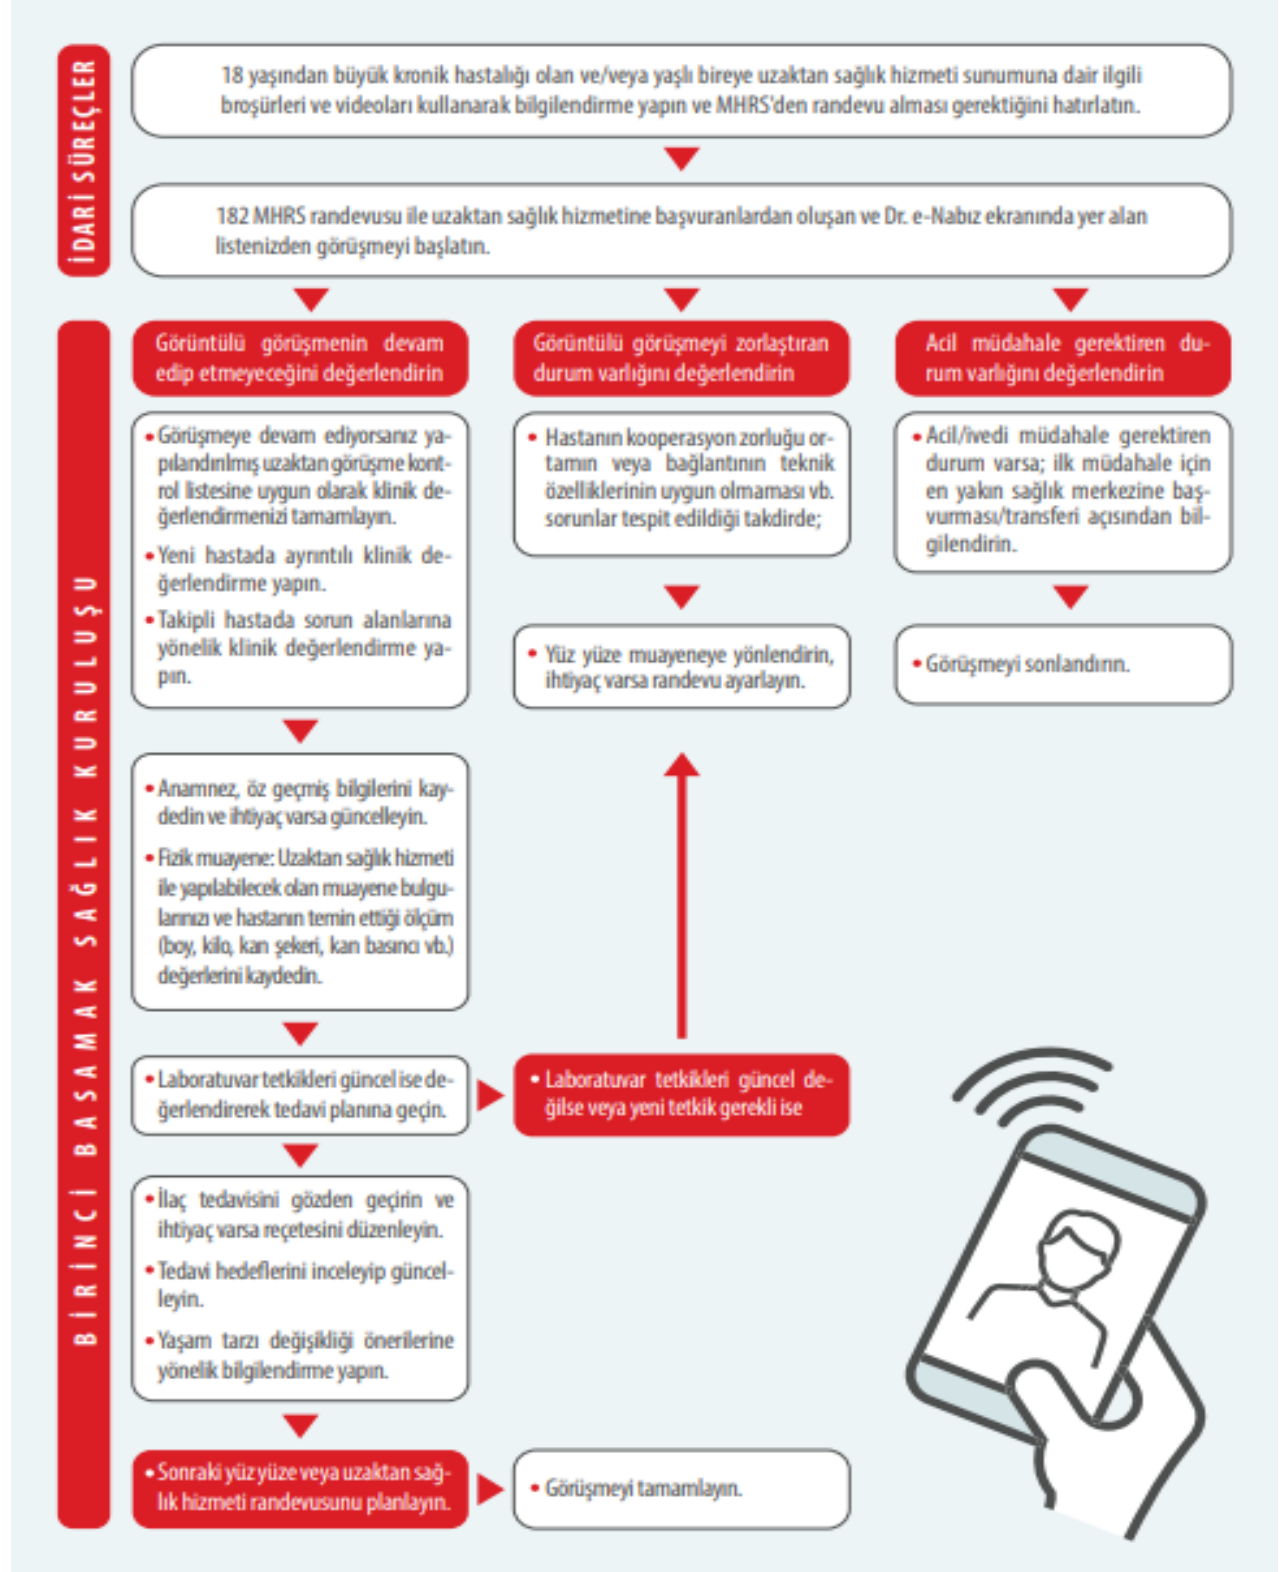 İDARİ SÜREÇLER
18 yaşından büyük kronik hastalığı olan ve/veya yaşlı bireye uzaktan sağlık hizmeti sunumuna dair ilgili
broşürleri ve videoları kullanarak bilgilendirme yapın ve MHRS'den randevu alması gerektiğini hatırlatın.
182 MHRS randevusu ile uzaktan sağlık hizmetine başvuranlardan oluşan ve Dr. e-Nabız ekranında yer alan
listenizden görüşmeyi başlatın.
BİRİNCİ BASAMAK SAĞLIK KURULUŞU
Görüntülü görüşmenin devam
edip etmeyeceğini değerlendirin
• Görüşmeye devam ediyorsanız ya-
pılandırılmış uzaktan görüşme kont-
rol listesine uygun olarak klinik de-
ğerlendirmenizi tamamlayın.
• Yeni hastada ayrıntılı klinik de-
ğerlendirme yapın.
• Takipli hastada sorun alanlarına
yönelik klinik değerlendirme ya-
pın.
• Anamnez, öz geçmiş bilgilerini kay-
dedin ve ihtiyaç varsa güncelleyin.
• Fizik muayene: Uzaktan sağlık hizmeti
ile yapılabilecek olan muayene bulgu-
larınızı ve hastanın temin ettiği ölçüm
(boy, kilo, kan şekeri, kan basıncı vb.)
değerlerini kaydedin.
• Laboratuvar tetkikleri güncel ise de-
ğerlendirerek tedavi planına geçin.
• İlaç tedavisini gözden geçirin ve
ihtiyaç varsa reçetesini düzenleyin.
• Tedavi hedeflerini inceleyip güncel-
leyin.
• Yaşam tarzı değişikliği önerilerine
yönelik bilgilendirme yapın.
• Sonraki yüz yüze veya uzaktan sağ-
lık hizmeti randevusunu planlayın.
• Görüşmeyi tamamlayın.
Görüntülü görüşmeyi zorlaştıran
durum varlığını değerlendirin
• Hastanın kooperasyon zorluğu or-
tamın veya bağlantının teknik
özelliklerinin uygun olmaması vb.
sorunlar tespit edildiği takdirde;
• Yüz yüze muayeneye yönlendirin,
ihtiyaç varsa randevu ayarlayın.
• Laboratuvar tetkikleri güncel de-
ğilse veya yeni tetkik gerekli ise
Acil müdahale gerektiren du-
rum varlığını değerlendirin
• Acil/ivedi müdahale gerektiren
durum varsa; ilk müdahale için
en yakın sağlık merkezine baş-
vurması/transferi açısından bil-
gilendirin.
• Görüşmeyi sonlandırın.